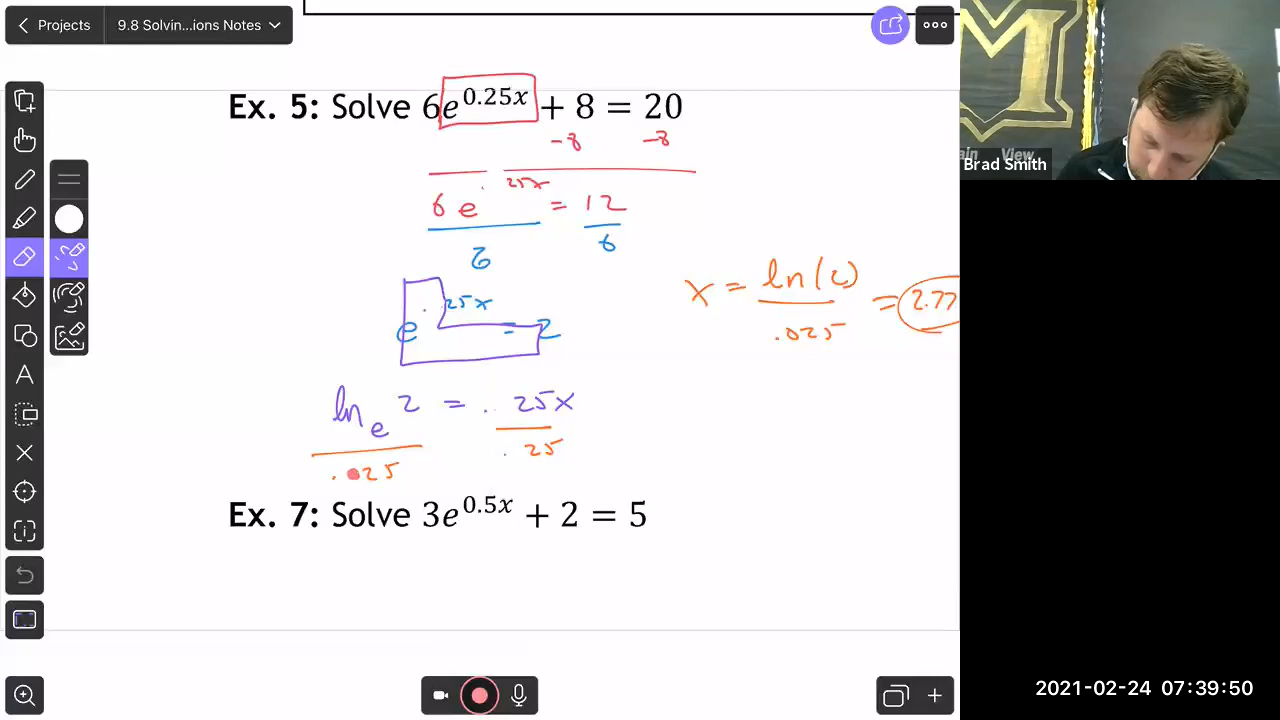 Projects
9.8 Solvin...ions Notes
Ex. 5: Solve 6e^{0.25x} + 8 = 20
-8 -8
6e^{.25x} = 12
6 6
e^{.25x} = 2
ln_e 2 = .25x
.025 .25
x = ln(2)
.025
= 2.77
Ex. 7: Solve 3e^{0.5x} + 2 = 5
M
View
Brad Smith
2021-02-24 07:39:50